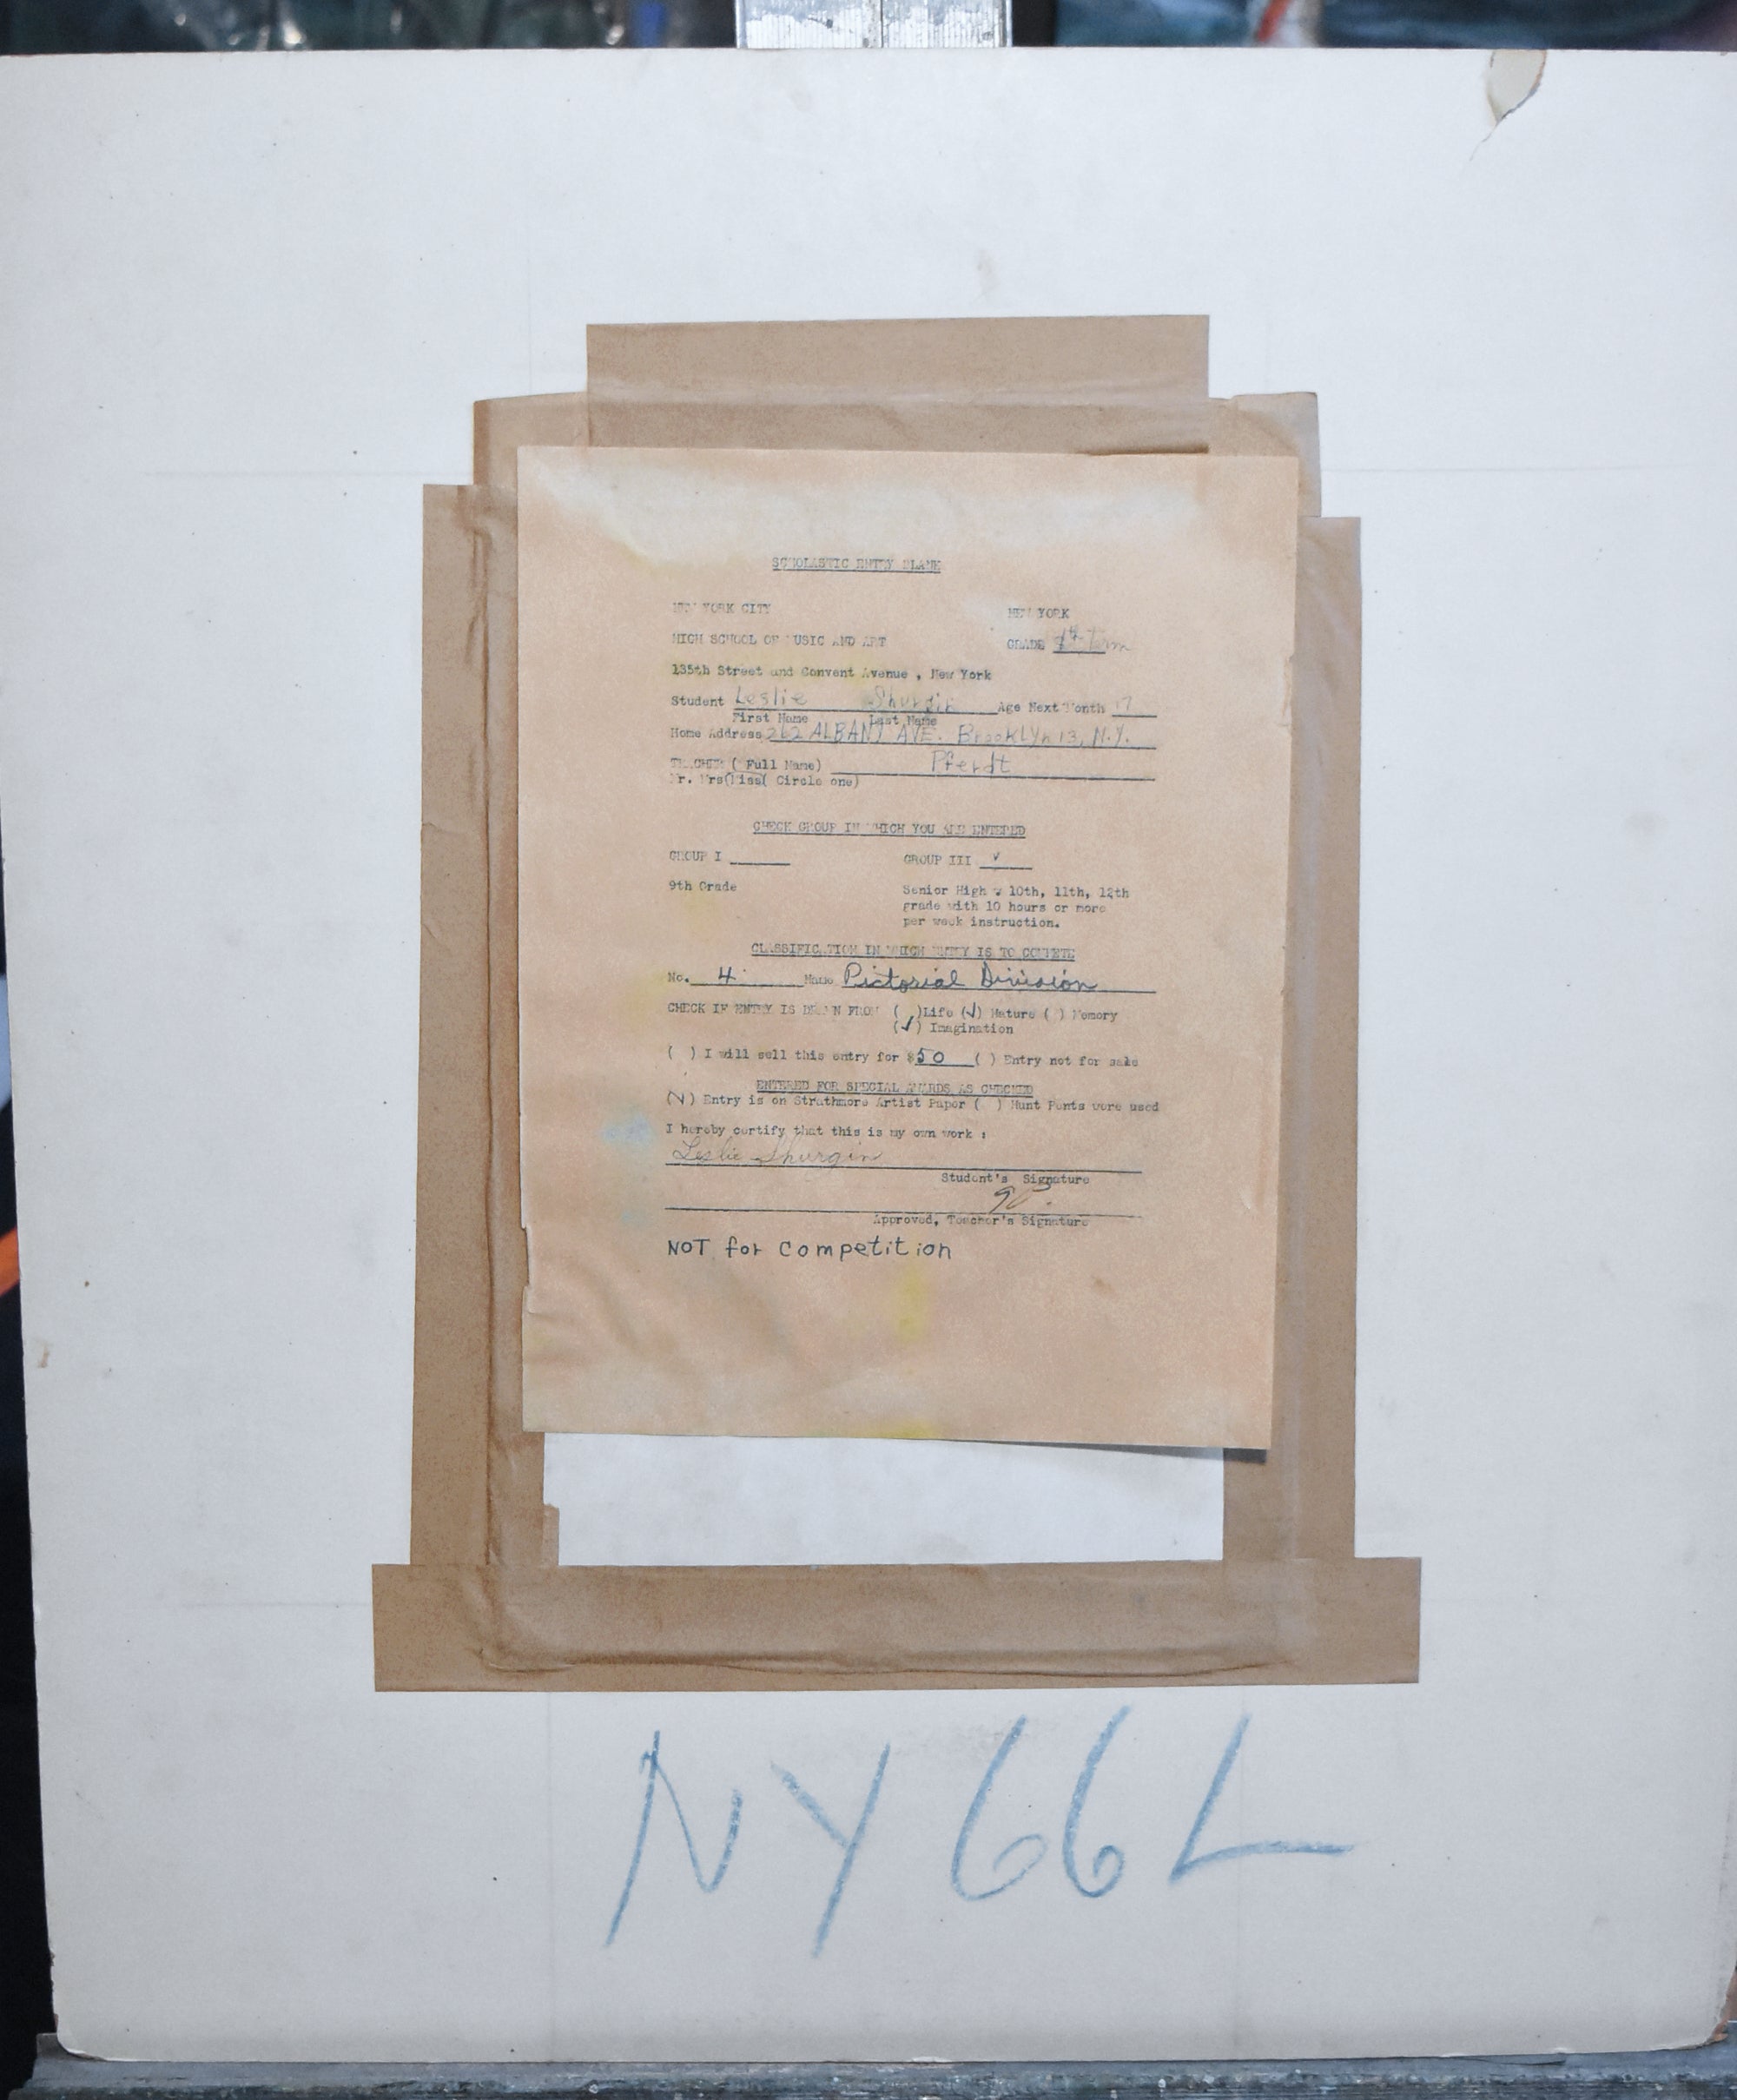 SCHOLASTIC ENTRY BLANK
NEW YORK CITY NEW YORK
HIGH SCHOOL OF MUSIC AND ART GRADE term
135th Street and Convent Avenue , New York
Student Leslie Shurgin Age Next Month 17
First Name Last Name
Home Address 262 ALBANY AVE. BrookLyn 13, N.Y.
TEACHER ( Full Name) Pferdt
Mr. Mrs(Miss( Circle one)
CHECK GROUP IN WHICH YOU ARE ENTERED
GROUP I GROUP III ✓
9th Grade Senior High - 10th, 11th, 12th
grade with 10 hours or more
per week instruction.
CLASSIFICATION IN WHICH ENTRY IS TO COMPETE
No. 4 Name Pictorial Division
CHECK IF ENTRY IS DRAWN FROM ( )Life (✓) Nature ( ) Memory
(✓) Imagination
( ) I will sell this entry for $50 ( ) Entry not for sale
ENTERED FOR SPECIAL AWARDS AS CHECKED
(✓) Entry is on Strathmore Artist Paper ( ) Hunt Pents were used
I hereby certify that this is my own work :
Leslie Shurgin
Student's Signature
Approved, Teacher's Signature
NOT for competition
NY 66L